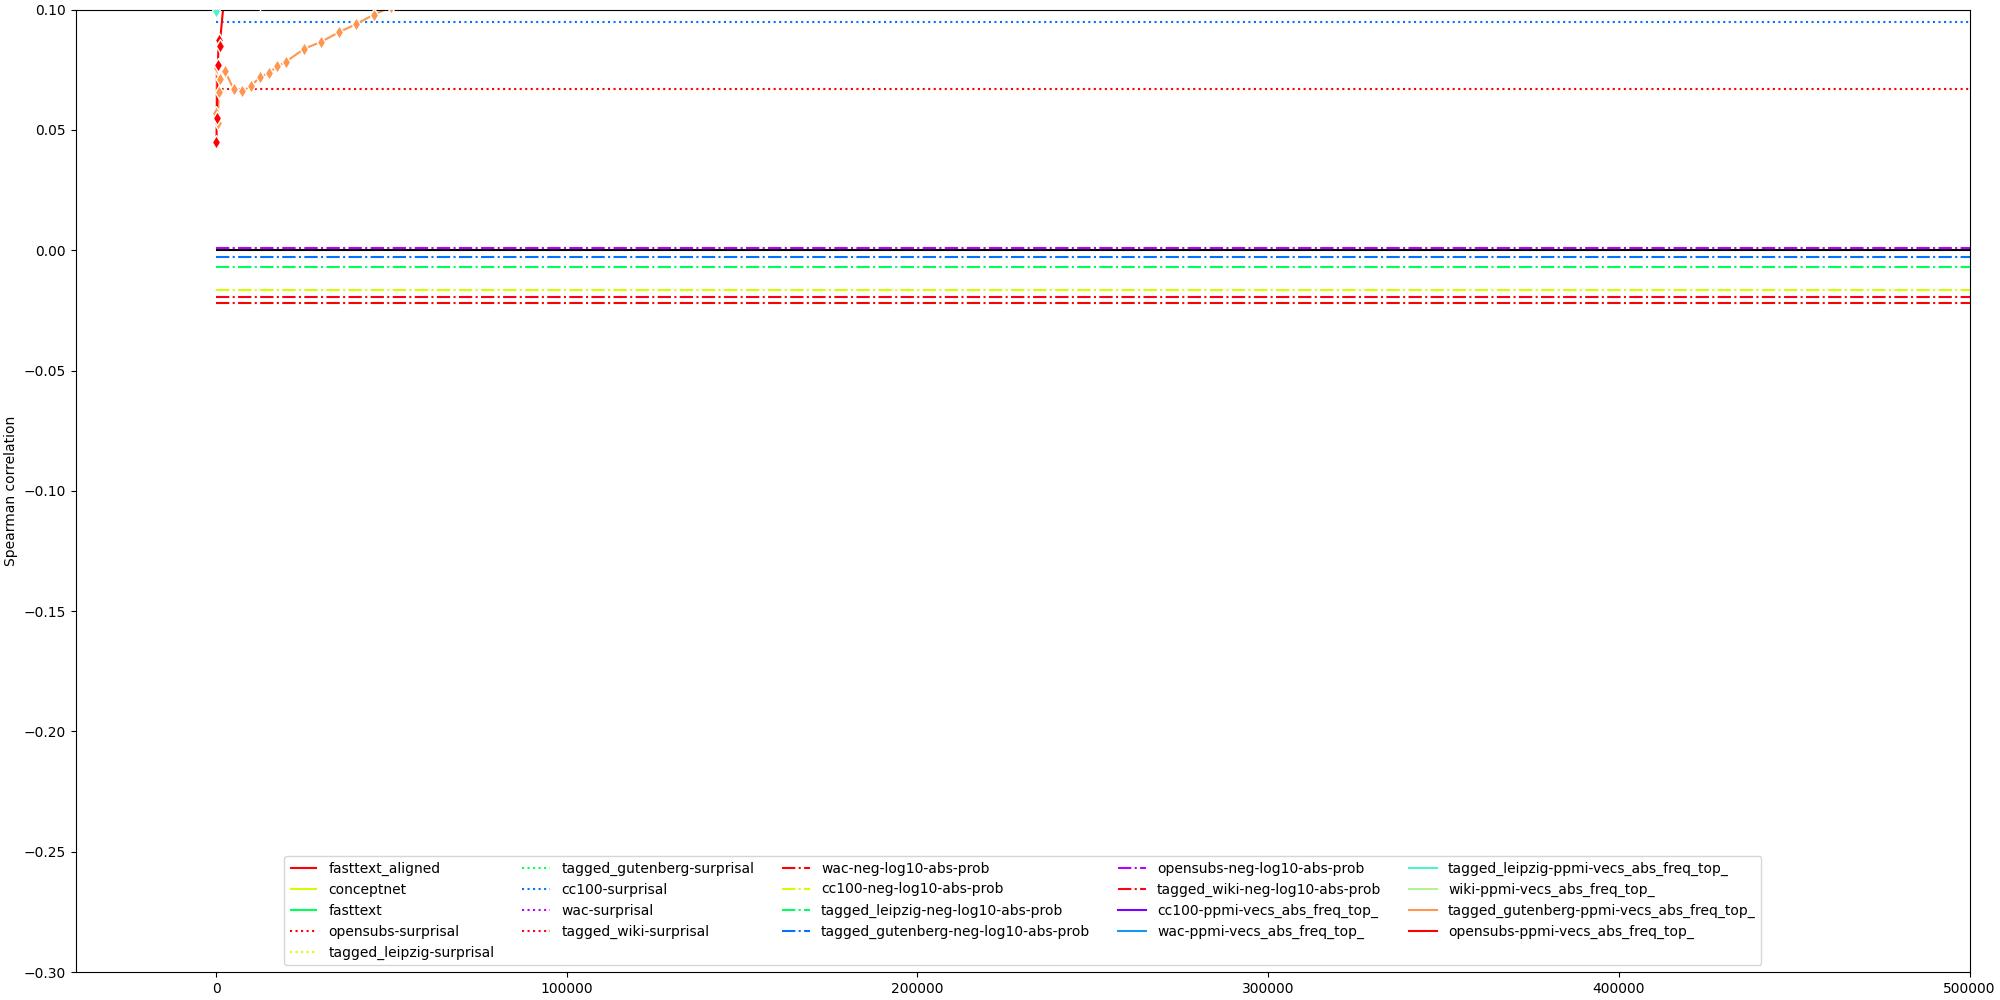 0.10
0.05
0.00
−0.05
−0.10
−0.15
−0.20
−0.25
−0.30
Spearman correlation
fasttext_aligned
conceptnet
fasttext
opensubs-surprisal
tagged_leipzig-surprisal
tagged_gutenberg-surprisal
cc100-surprisal
wac-surprisal
tagged_wiki-surprisal
wac-neg-log10-abs-prob
cc100-neg-log10-abs-prob
tagged_leipzig-neg-log10-abs-prob
tagged_gutenberg-neg-log10-abs-prob
opensubs-neg-log10-abs-prob
tagged_wiki-neg-log10-abs-prob
cc100-ppmi-vecs_abs_freq_top_
wac-ppmi-vecs_abs_freq_top_
tagged_leipzig-ppmi-vecs_abs_freq_top_
wiki-ppmi-vecs_abs_freq_top_
tagged_gutenberg-ppmi-vecs_abs_freq_top_
opensubs-ppmi-vecs_abs_freq_top_
0 100000 200000 300000 400000 500000